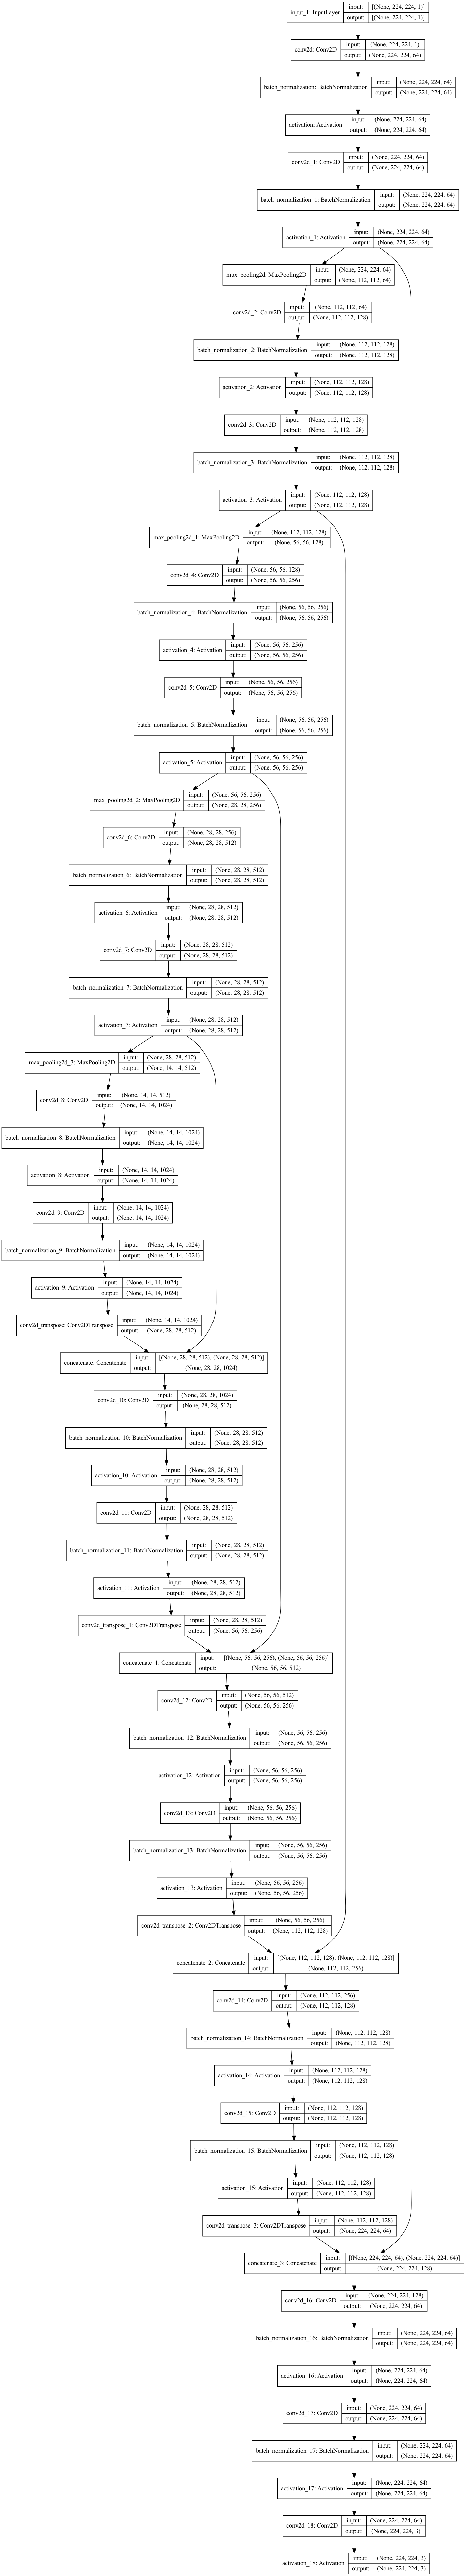 input_1: InputLayer
input: [(None, 224, 224, 1)]
output: [(None, 224, 224, 1)]
conv2d: Conv2D
input: (None, 224, 224, 1)
output: (None, 224, 224, 64)
batch_normalization: BatchNormalization
input: (None, 224, 224, 64)
output: (None, 224, 224, 64)
activation: Activation
input: (None, 224, 224, 64)
output: (None, 224, 224, 64)
conv2d_1: Conv2D
input: (None, 224, 224, 64)
output: (None, 224, 224, 64)
batch_normalization_1: BatchNormalization
input: (None, 224, 224, 64)
output: (None, 224, 224, 64)
activation_1: Activation
input: (None, 224, 224, 64)
output: (None, 224, 224, 64)
max_pooling2d: MaxPooling2D
input: (None, 224, 224, 64)
output: (None, 112, 112, 64)
conv2d_2: Conv2D
input: (None, 112, 112, 64)
output: (None, 112, 112, 128)
batch_normalization_2: BatchNormalization
input: (None, 112, 112, 128)
output: (None, 112, 112, 128)
activation_2: Activation
input: (None, 112, 112, 128)
output: (None, 112, 112, 128)
conv2d_3: Conv2D
input: (None, 112, 112, 128)
output: (None, 112, 112, 128)
batch_normalization_3: BatchNormalization
input: (None, 112, 112, 128)
output: (None, 112, 112, 128)
activation_3: Activation
input: (None, 112, 112, 128)
output: (None, 112, 112, 128)
max_pooling2d_1: MaxPooling2D
input: (None, 112, 112, 128)
output: (None, 56, 56, 128)
conv2d_4: Conv2D
input: (None, 56, 56, 128)
output: (None, 56, 56, 256)
batch_normalization_4: BatchNormalization
input: (None, 56, 56, 256)
output: (None, 56, 56, 256)
activation_4: Activation
input: (None, 56, 56, 256)
output: (None, 56, 56, 256)
conv2d_5: Conv2D
input: (None, 56, 56, 256)
output: (None, 56, 56, 256)
batch_normalization_5: BatchNormalization
input: (None, 56, 56, 256)
output: (None, 56, 56, 256)
activation_5: Activation
input: (None, 56, 56, 256)
output: (None, 56, 56, 256)
max_pooling2d_2: MaxPooling2D
input: (None, 56, 56, 256)
output: (None, 28, 28, 256)
conv2d_6: Conv2D
input: (None, 28, 28, 256)
output: (None, 28, 28, 512)
batch_normalization_6: BatchNormalization
input: (None, 28, 28, 512)
output: (None, 28, 28, 512)
activation_6: Activation
input: (None, 28, 28, 512)
output: (None, 28, 28, 512)
conv2d_7: Conv2D
input: (None, 28, 28, 512)
output: (None, 28, 28, 512)
batch_normalization_7: BatchNormalization
input: (None, 28, 28, 512)
output: (None, 28, 28, 512)
activation_7: Activation
input: (None, 28, 28, 512)
output: (None, 28, 28, 512)
max_pooling2d_3: MaxPooling2D
input: (None, 28, 28, 512)
output: (None, 14, 14, 512)
conv2d_8: Conv2D
input: (None, 14, 14, 512)
output: (None, 14, 14, 1024)
batch_normalization_8: BatchNormalization
input: (None, 14, 14, 1024)
output: (None, 14, 14, 1024)
activation_8: Activation
input: (None, 14, 14, 1024)
output: (None, 14, 14, 1024)
conv2d_9: Conv2D
input: (None, 14, 14, 1024)
output: (None, 14, 14, 1024)
batch_normalization_9: BatchNormalization
input: (None, 14, 14, 1024)
output: (None, 14, 14, 1024)
activation_9: Activation
input: (None, 14, 14, 1024)
output: (None, 14, 14, 1024)
conv2d_transpose: Conv2DTranspose
input: (None, 14, 14, 1024)
output: (None, 28, 28, 512)
concatenate: Concatenate
input: [(None, 28, 28, 512), (None, 28, 28, 512)]
output: (None, 28, 28, 1024)
conv2d_10: Conv2D
input: (None, 28, 28, 1024)
output: (None, 28, 28, 512)
batch_normalization_10: BatchNormalization
input: (None, 28, 28, 512)
output: (None, 28, 28, 512)
activation_10: Activation
input: (None, 28, 28, 512)
output: (None, 28, 28, 512)
conv2d_11: Conv2D
input: (None, 28, 28, 512)
output: (None, 28, 28, 512)
batch_normalization_11: BatchNormalization
input: (None, 28, 28, 512)
output: (None, 28, 28, 512)
activation_11: Activation
input: (None, 28, 28, 512)
output: (None, 28, 28, 512)
conv2d_transpose_1: Conv2DTranspose
input: (None, 28, 28, 512)
output: (None, 56, 56, 256)
concatenate_1: Concatenate
input: [(None, 56, 56, 256), (None, 56, 56, 256)]
output: (None, 56, 56, 512)
conv2d_12: Conv2D
input: (None, 56, 56, 512)
output: (None, 56, 56, 256)
batch_normalization_12: BatchNormalization
input: (None, 56, 56, 256)
output: (None, 56, 56, 256)
activation_12: Activation
input: (None, 56, 56, 256)
output: (None, 56, 56, 256)
conv2d_13: Conv2D
input: (None, 56, 56, 256)
output: (None, 56, 56, 256)
batch_normalization_13: BatchNormalization
input: (None, 56, 56, 256)
output: (None, 56, 56, 256)
activation_13: Activation
input: (None, 56, 56, 256)
output: (None, 56, 56, 256)
conv2d_transpose_2: Conv2DTranspose
input: (None, 56, 56, 256)
output: (None, 112, 112, 128)
concatenate_2: Concatenate
input: [(None, 112, 112, 128), (None, 112, 112, 128)]
output: (None, 112, 112, 256)
conv2d_14: Conv2D
input: (None, 112, 112, 256)
output: (None, 112, 112, 128)
batch_normalization_14: BatchNormalization
input: (None, 112, 112, 128)
output: (None, 112, 112, 128)
activation_14: Activation
input: (None, 112, 112, 128)
output: (None, 112, 112, 128)
conv2d_15: Conv2D
input: (None, 112, 112, 128)
output: (None, 112, 112, 128)
batch_normalization_15: BatchNormalization
input: (None, 112, 112, 128)
output: (None, 112, 112, 128)
activation_15: Activation
input: (None, 112, 112, 128)
output: (None, 112, 112, 128)
conv2d_transpose_3: Conv2DTranspose
input: (None, 112, 112, 128)
output: (None, 224, 224, 64)
concatenate_3: Concatenate
input: [(None, 224, 224, 64), (None, 224, 224, 64)]
output: (None, 224, 224, 128)
conv2d_16: Conv2D
input: (None, 224, 224, 128)
output: (None, 224, 224, 64)
batch_normalization_16: BatchNormalization
input: (None, 224, 224, 64)
output: (None, 224, 224, 64)
activation_16: Activation
input: (None, 224, 224, 64)
output: (None, 224, 224, 64)
conv2d_17: Conv2D
input: (None, 224, 224, 64)
output: (None, 224, 224, 64)
batch_normalization_17: BatchNormalization
input: (None, 224, 224, 64)
output: (None, 224, 224, 64)
activation_17: Activation
input: (None, 224, 224, 64)
output: (None, 224, 224, 64)
conv2d_18: Conv2D
input: (None, 224, 224, 64)
output: (None, 224, 224, 3)
activation_18: Activation
input: (None, 224, 224, 3)
output: (None, 224, 224, 3)